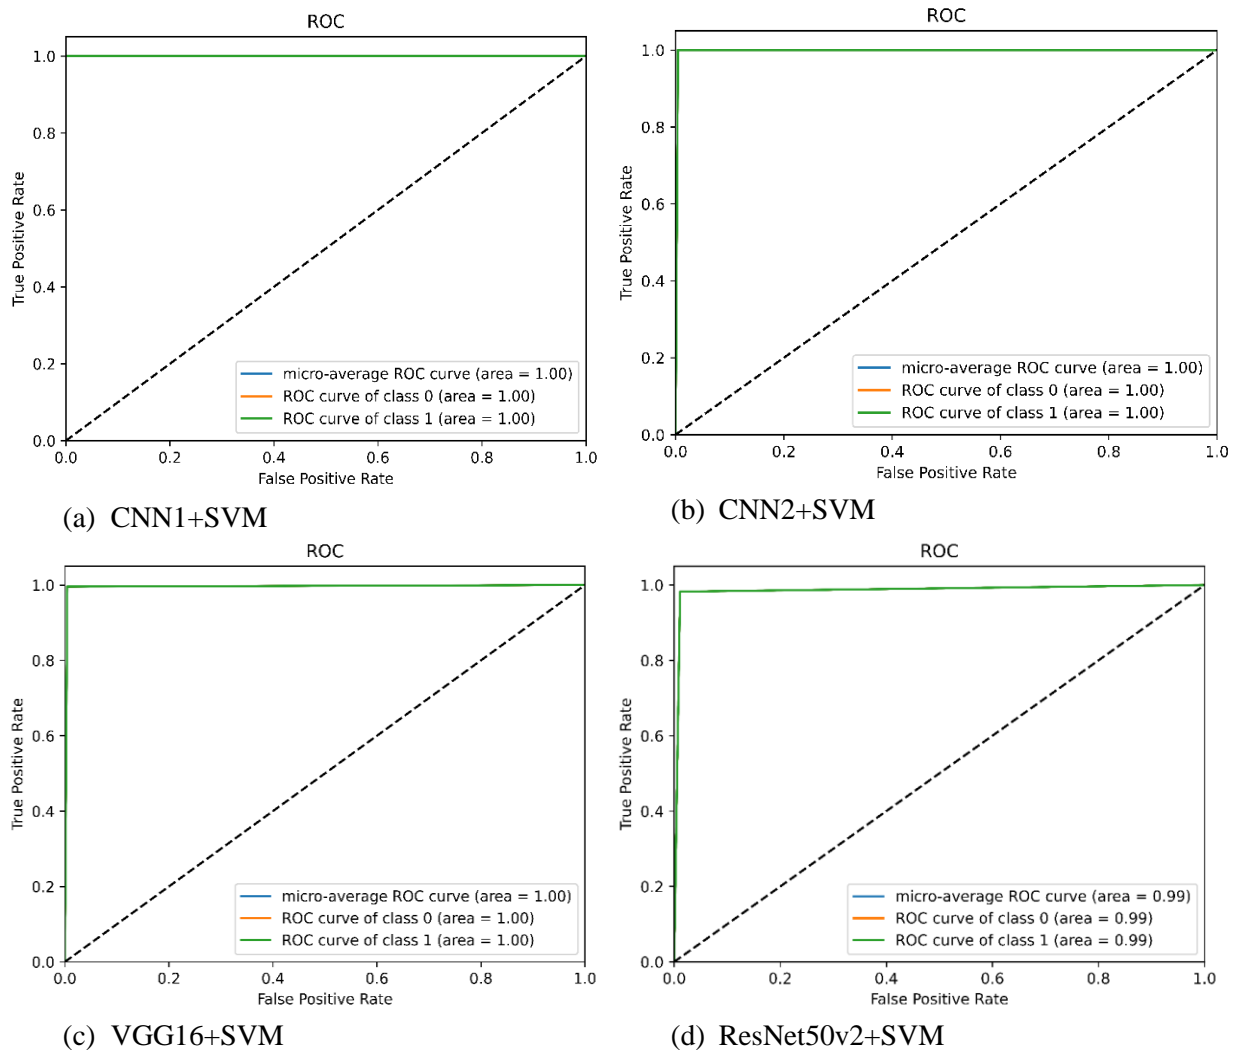 ROC
1.0
0.8
0.6
0.4
0.2
0.0
True Positive Rate
micro-average ROC curve (area = 1.00)
ROC curve of class 0 (area = 1.00)
ROC curve of class 1 (area = 1.00)
0.0 0.2 0.4 0.6 0.8 1.0
False Positive Rate
(a) CNN1+SVM
ROC
1.0
0.8
0.6
0.4
0.2
0.0
True Positive Rate
micro-average ROC curve (area = 1.00)
ROC curve of class 0 (area = 1.00)
ROC curve of class 1 (area = 1.00)
0.0 0.2 0.4 0.6 0.8 1.0
False Positive Rate
(b) CNN2+SVM
ROC
1.0
0.8
0.6
0.4
0.2
0.0
True Positive Rate
micro-average ROC curve (area = 1.00)
ROC curve of class 0 (area = 1.00)
ROC curve of class 1 (area = 1.00)
0.0 0.2 0.4 0.6 0.8 1.0
False Positive Rate
(c) VGG16+SVM
ROC
1.0
0.8
0.6
0.4
0.2
0.0
True Positive Rate
micro-average ROC curve (area = 0.99)
ROC curve of class 0 (area = 0.99)
ROC curve of class 1 (area = 0.99)
0.0 0.2 0.4 0.6 0.8 1.0
False Positive Rate
(d) ResNet50v2+SVM